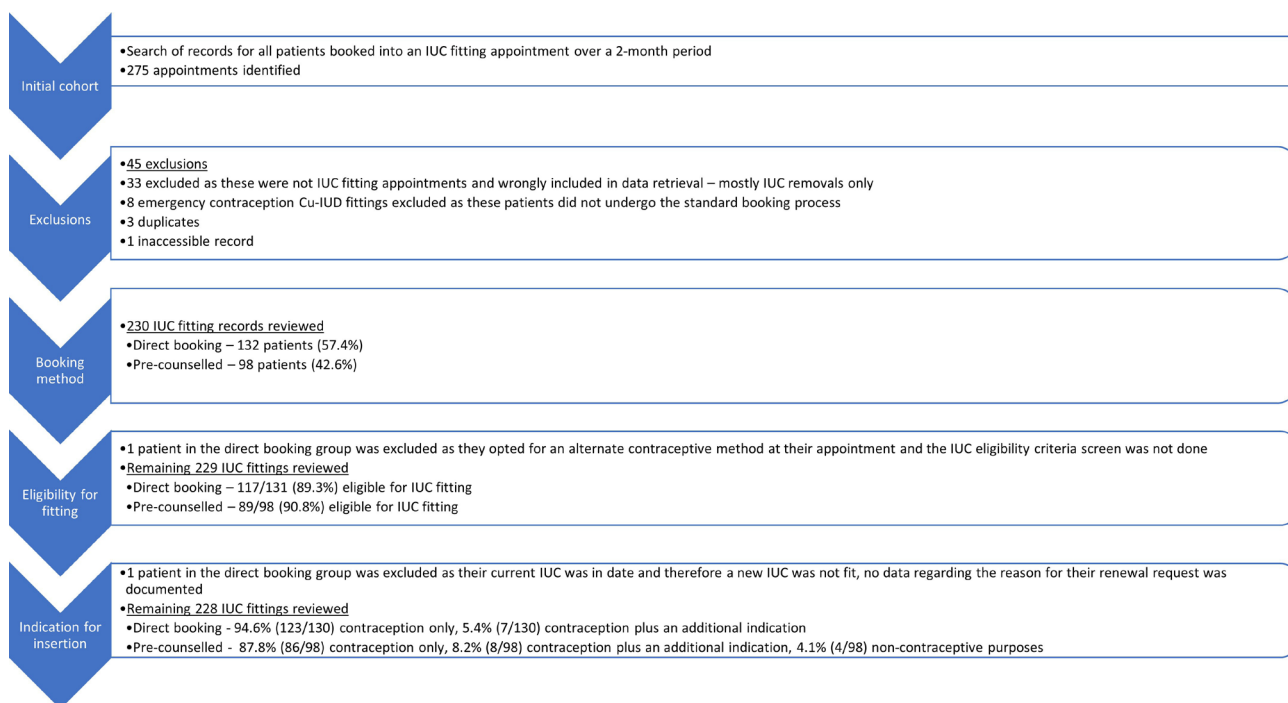 Initial cohort
•Search of records for all patients booked into an IUC fitting appointment over a 2-month period
•275 appointments identified
Exclusions
•45 exclusions
•33 excluded as these were not IUC fitting appointments and wrongly included in data retrieval – mostly IUC removals only
•8 emergency contraception Cu-IUD fittings excluded as these patients did not undergo the standard booking process
•3 duplicates
•1 inaccessible record
Booking
method
•230 IUC fitting records reviewed
•Direct booking – 132 patients (57.4%)
•Pre-counselled – 98 patients (42.6%)
Eligibility for
fitting
•1 patient in the direct booking group was excluded as they opted for an alternate contraceptive method at their appointment and the IUC eligibility criteria screen was not done
•Remaining 229 IUC fittings reviewed
•Direct booking – 117/131 (89.3%) eligible for IUC fitting
•Pre-counselled – 89/98 (90.8%) eligible for IUC fitting
Indication for
insertion
•1 patient in the direct booking group was excluded as their current IUC was in date and therefore a new IUC was not fit, no data regarding the reason for their renewal request was
documented
•Remaining 228 IUC fittings reviewed
•Direct booking - 94.6% (123/130) contraception only, 5.4% (7/130) contraception plus an additional indication
•Pre-counselled - 87.8% (86/98) contraception only, 8.2% (8/98) contraception plus an additional indication, 4.1% (4/98) non-contraceptive purposes